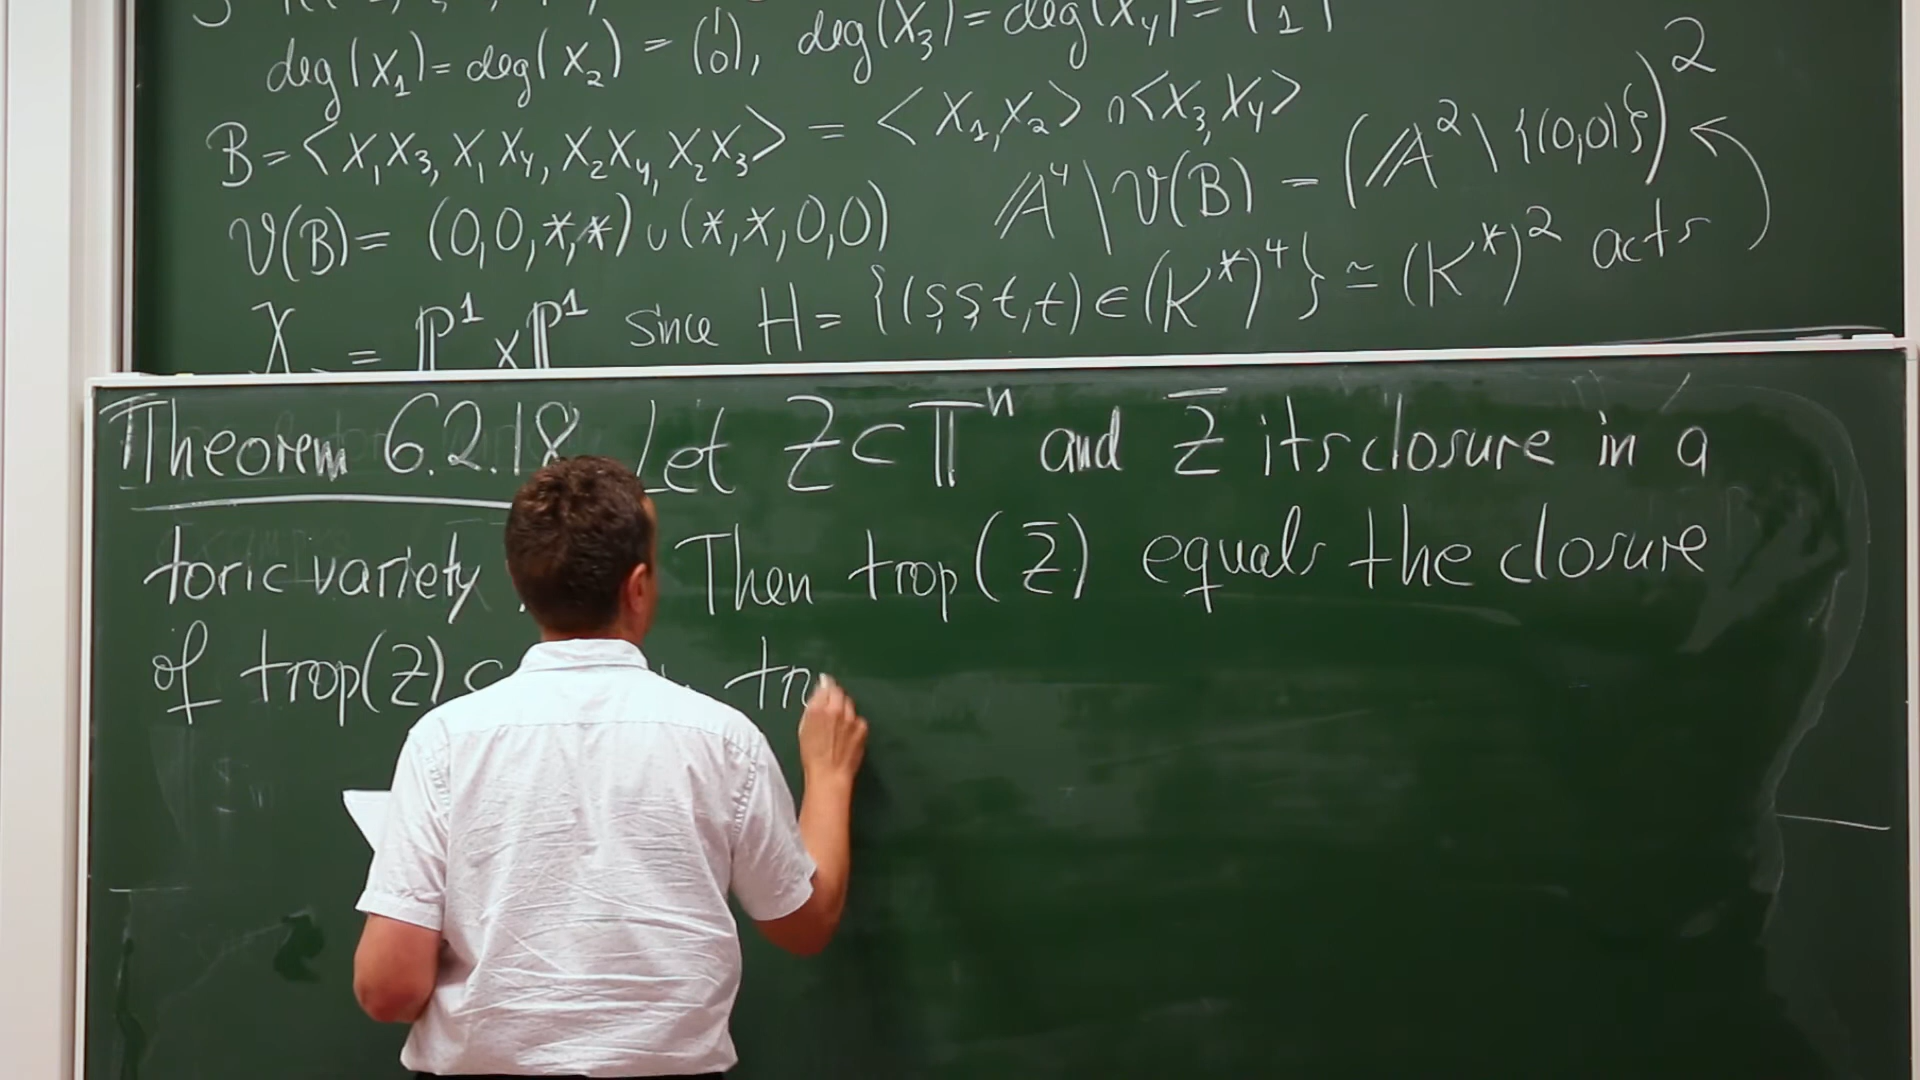 deg(x₁)=deg(x₂) = (1 0), deg(x₃)=deg(x₄)=(   1)
B=<x₁x₃, x₁x₄, x₂x₄, x₂x₃> = <x₁,x₂> ∩ <x₃,x₄>
V(B)= (0,0,*,*) ∪ (*,*,0,0)   𝔸⁴\V(B) = (𝔸²\{(0,0)})²
X = ℙ¹×ℙ¹ since H= {(s,s,t,t)∈(K*)⁴} ≃ (K*)² acts
Theorem 6.2.18 Let Z⊂𝕋ⁿ and Z̄ its closure in a
toric variety Then trop(Z̄) equals the closure
of trop(Z)